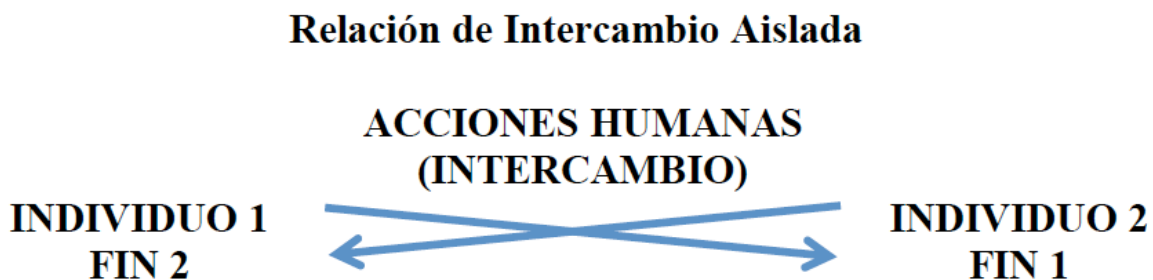 Relación de Intercambio Aislada
ACCIONES HUMANAS
(INTERCAMBIO)
INDIVIDUO 1
FIN 2
INDIVIDUO 2
FIN 1